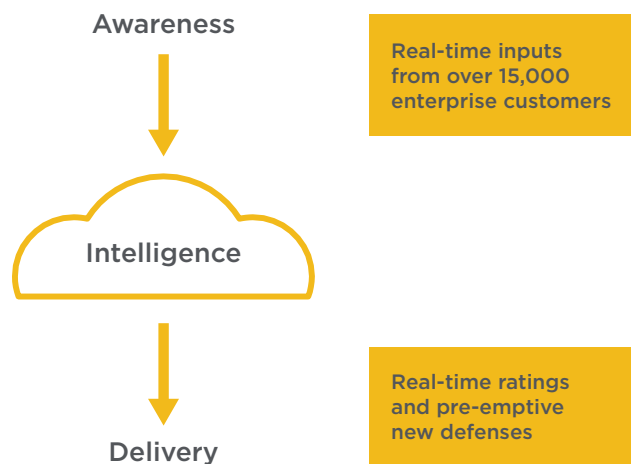 Awareness
Real-time inputs
from over 15,000
enterprise customers
Intelligence
Real-time ratings
and pre-emptive
new defenses
Delivery